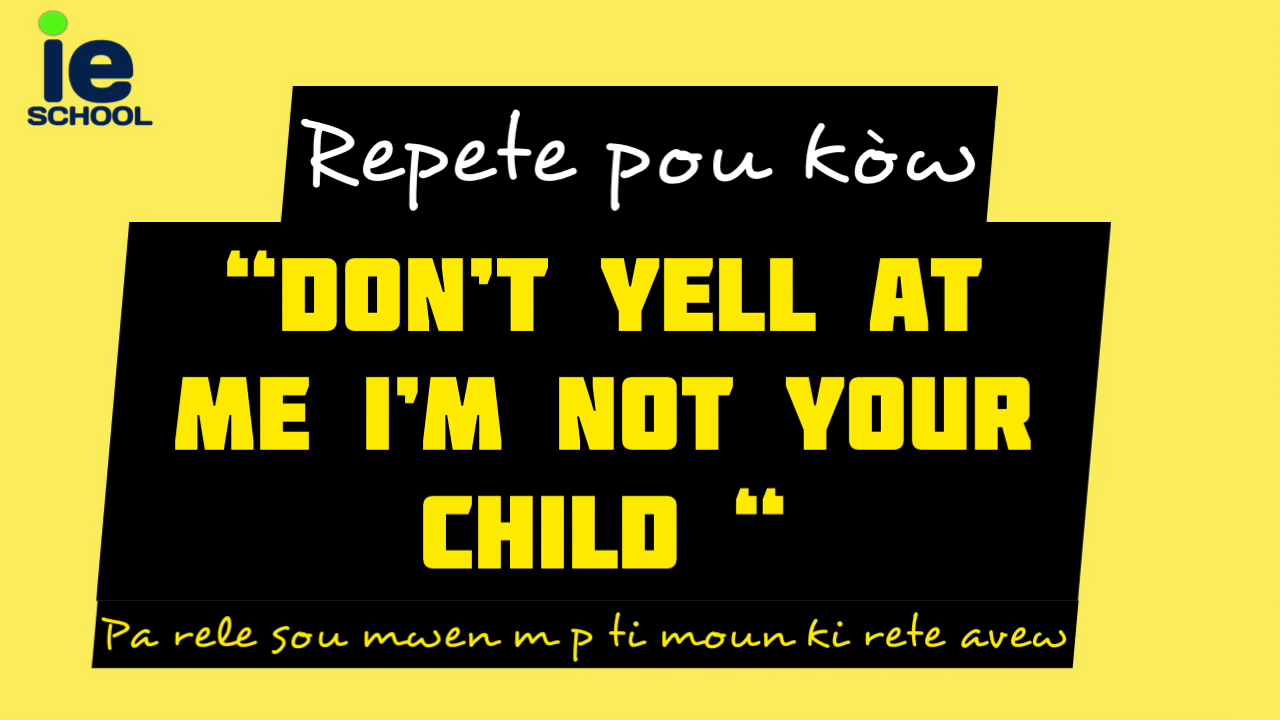 ie
SCHOOL
Repete pou kòw
“DON’T YELL AT
ME I’M NOT YOUR
CHILD “
Pa rele sou mwen m p ti moun ki rete avew